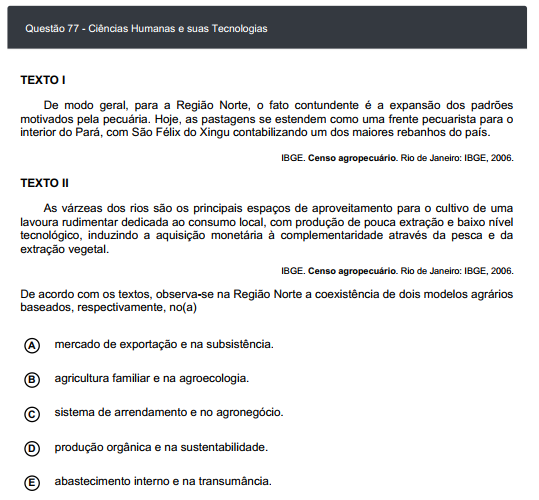 Questão 77 - Ciências Humanas e suas Tecnologias
TEXTO I
De modo geral, para a Região Norte, o fato contundente é a expansão dos padrões
motivados pela pecuária. Hoje, as pastagens se estendem como uma frente pecuarista para o
interior do Pará, com São Félix do Xingu contabilizando um dos maiores rebanhos do país.
IBGE. Censo agropecuário. Rio de Janeiro: IBGE, 2006.
TEXTO II
As várzeas dos rios são os principais espaços de aproveitamento para o cultivo de uma
lavoura rudimentar dedicada ao consumo local, com produção de pouca extração e baixo nível
tecnológico, induzindo a aquisição monetária à complementaridade através da pesca e da
extração vegetal.
IBGE. Censo agropecuário. Rio de Janeiro: IBGE, 2006.
De acordo com os textos, observa-se na Região Norte a coexistência de dois modelos agrários
baseados, respectivamente, no(a)
A mercado de exportação e na subsistência.
B agricultura familiar e na agroecologia.
C sistema de arrendamento e no agronegócio.
D produção orgânica e na sustentabilidade.
E abastecimento interno e na transumância.